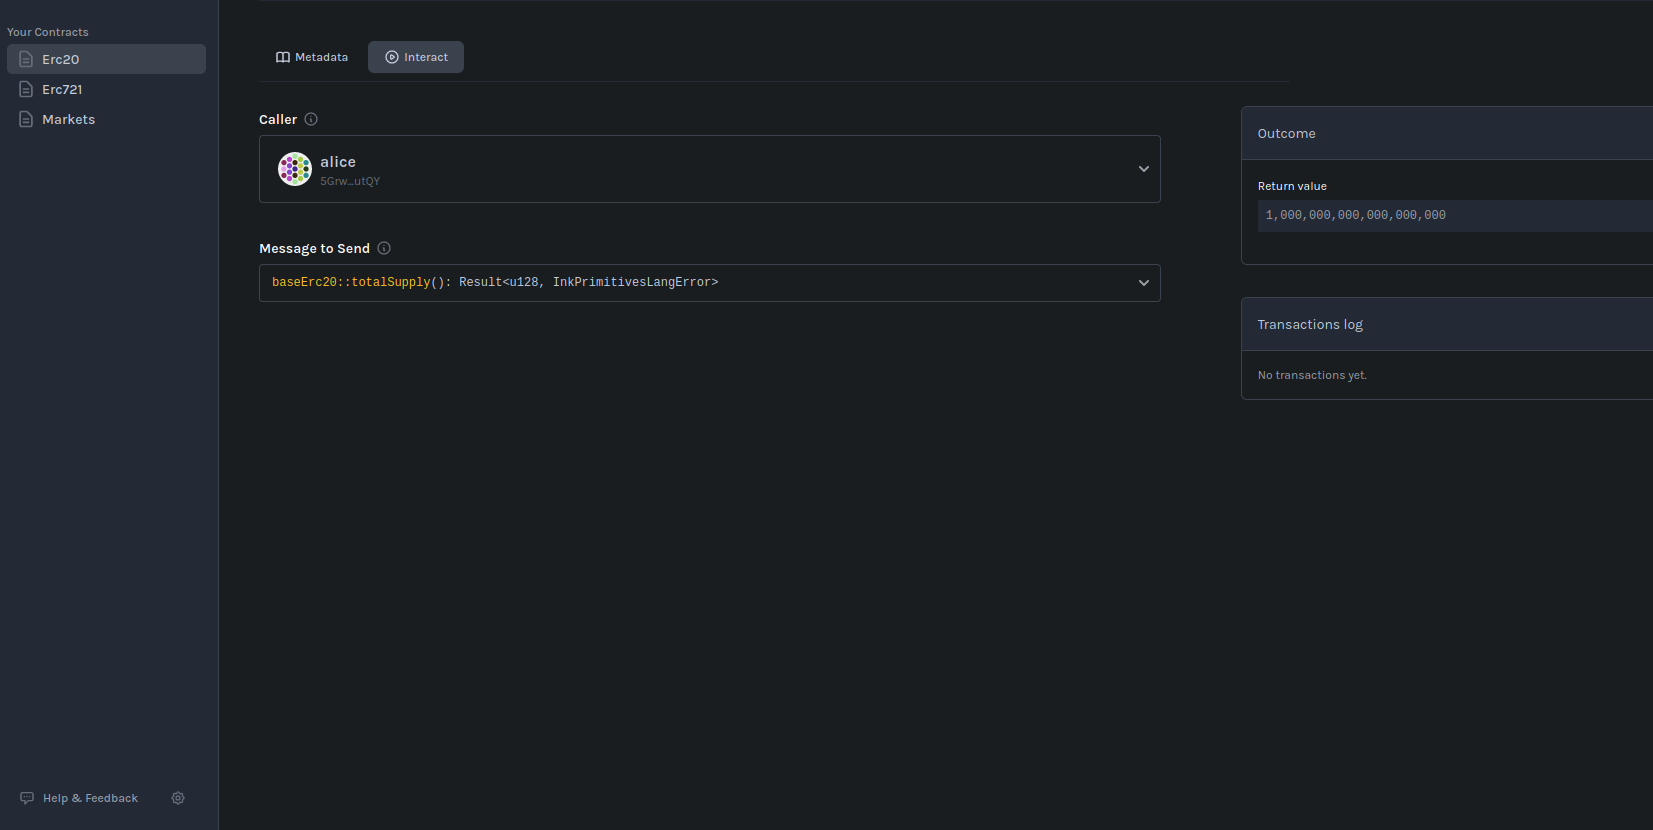 Your Contracts
Erc20
Erc721
Markets
Help & Feedback
Metadata
Interact
Caller
alice
5Grw...utQY
Message to Send
baseErc20::totalSupply(): Result<u128, InkPrimitivesLangError>
Outcome
Return value
1,000,000,000,000,000,000
Transactions log
No transactions yet.